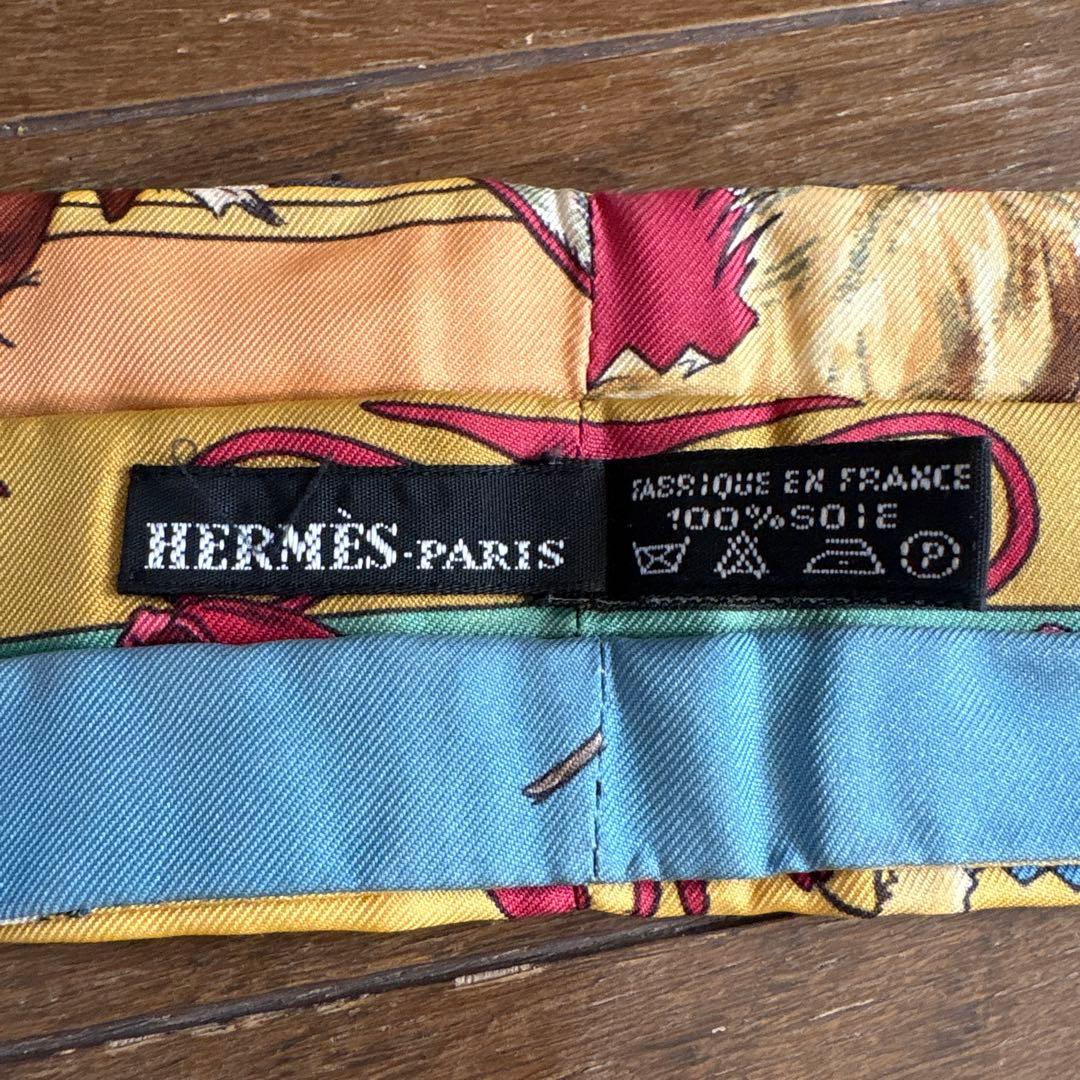 HERMÈS-PARIS
FABRIQUE EN FRANCE
100%SOIE
P